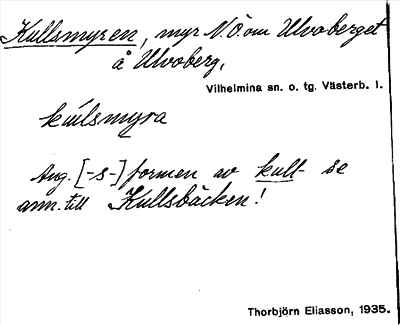 Kullsmyren, myr N.Ö. om Ulvoberget
å Ulvoberg,
Vilhelmina sn. o. tg. Västerb. l.
kúlsmyra
Ang. [-s-] formen av kull- se
anm. till Kullsbäcken!
Thorbjörn Eliasson, 1935.